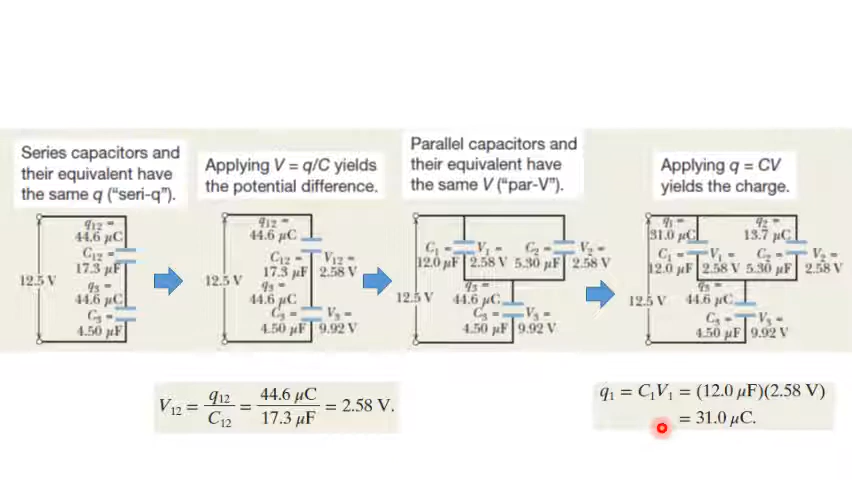 Series capacitors and
their equivalent have
the same q ("seri-q").
Applying V = q/C yields
the potential difference.
Parallel capacitors and
their equivalent have
the same V ("par-V").
Applying q = CV
yields the charge.
q₁₂ =
44.6 μC
C₁₂ =
17.3 μF
12.5 V
q₃ =
44.6 μC
C₃ =
4.50 μF
q₁₂ =
44.6 μC
C₁₂ = V₁₂ =
17.3 μF 2.58 V
12.5 V
q₃ =
44.6 μC
C₃ = V₃ =
4.50 μF 9.92 V
C₁ = V₁ = C₂ = V₂ =
12.0 μF 2.58 V 5.30 μF 2.58 V
q₃ =
12.5 V 44.6 μC
C₃ = V₃ =
4.50 μF 9.92 V
q₁ = q₂ =
31.0 μC 13.7 μC
C₁ = V₁ = C₂ = V₂ =
12.0 μF 2.58 V 5.30 μF 2.58 V
q₃ =
12.5 V 44.6 μC
C₃ = V₃ =
4.50 μF 9.92 V
V₁₂ = q₁₂/C₁₂ = 44.6 μC/17.3 μF = 2.58 V.
q₁ = C₁V₁ = (12.0 μF)(2.58 V)
= 31.0 μC.